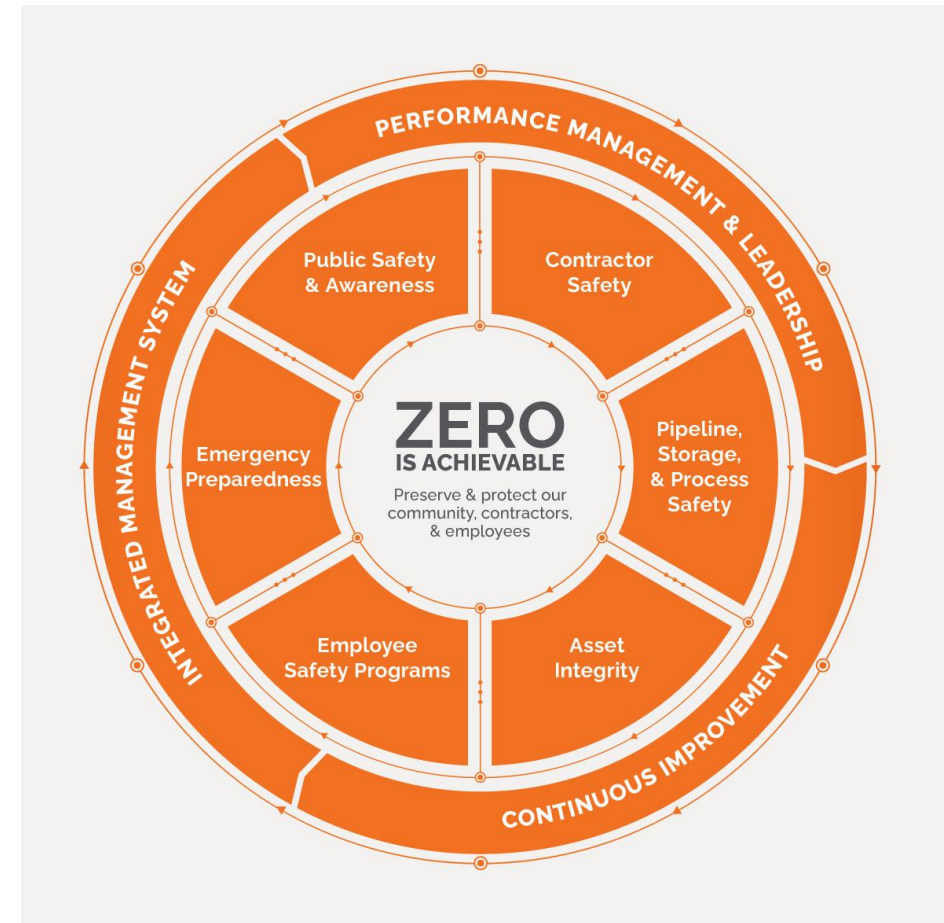 PERFORMANCE MANAGEMENT & LEADERSHIP
INTEGRATED MANAGEMENT SYSTEM
CONTINUOUS IMPROVEMENT
Public Safety
& Awareness
Contractor
Safety
Pipeline,
Storage,
& Process
Safety
Asset
Integrity
Employee
Safety Programs
Emergency
Preparedness
ZERO
IS ACHIEVABLE
Preserve & protect our
community, contractors,
& employees